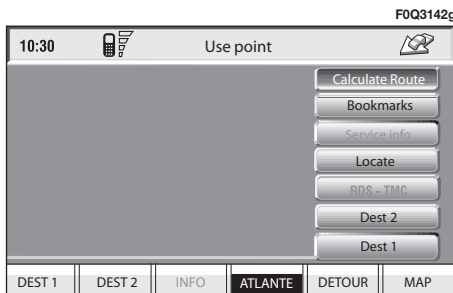 F0Q3142g
10:30 Use point
Calculate Route
Bookmarks
Service info
Locate
RDS - TMC
Dest 2
Dest 1
DEST 1 DEST 2 INFO ATLANTE DETOUR MAP